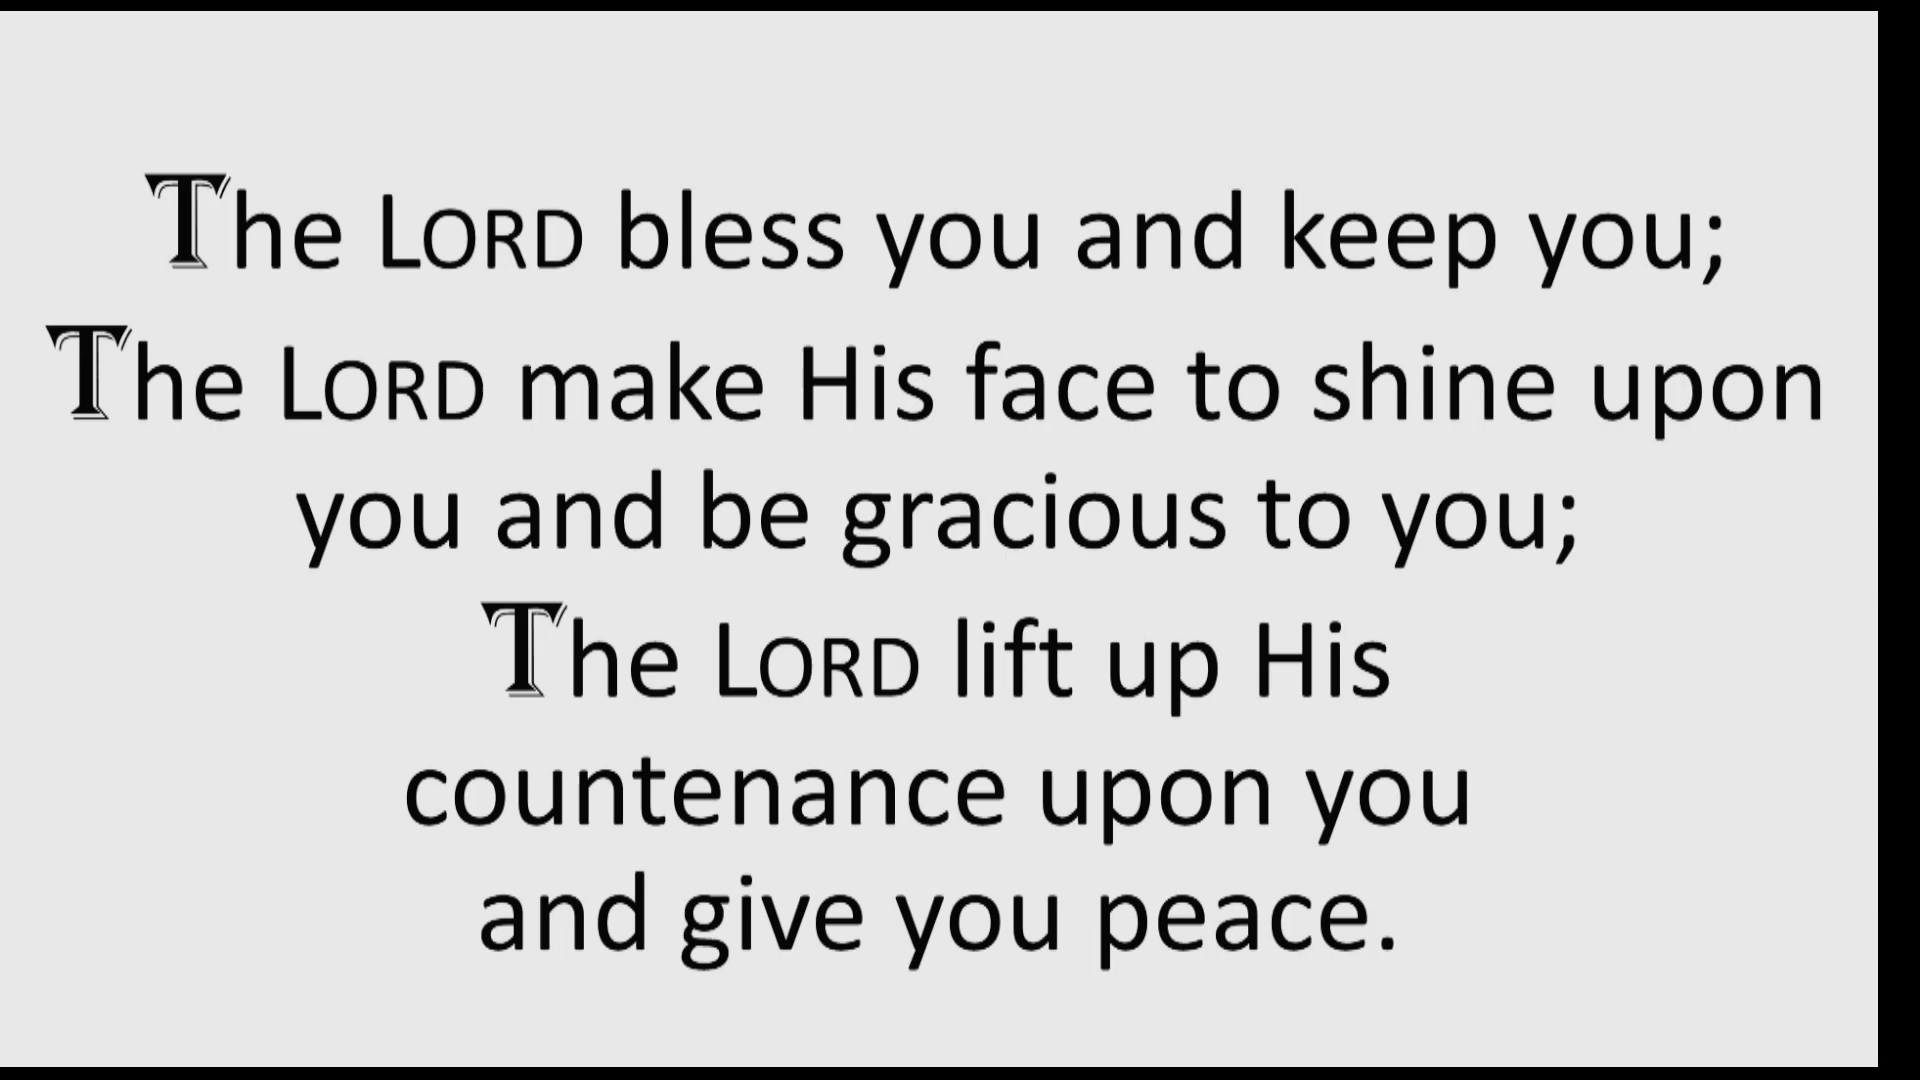 The LORD bless you and keep you;
The LORD make His face to shine upon
you and be gracious to you;
The LORD lift up His
countenance upon you
and give you peace.